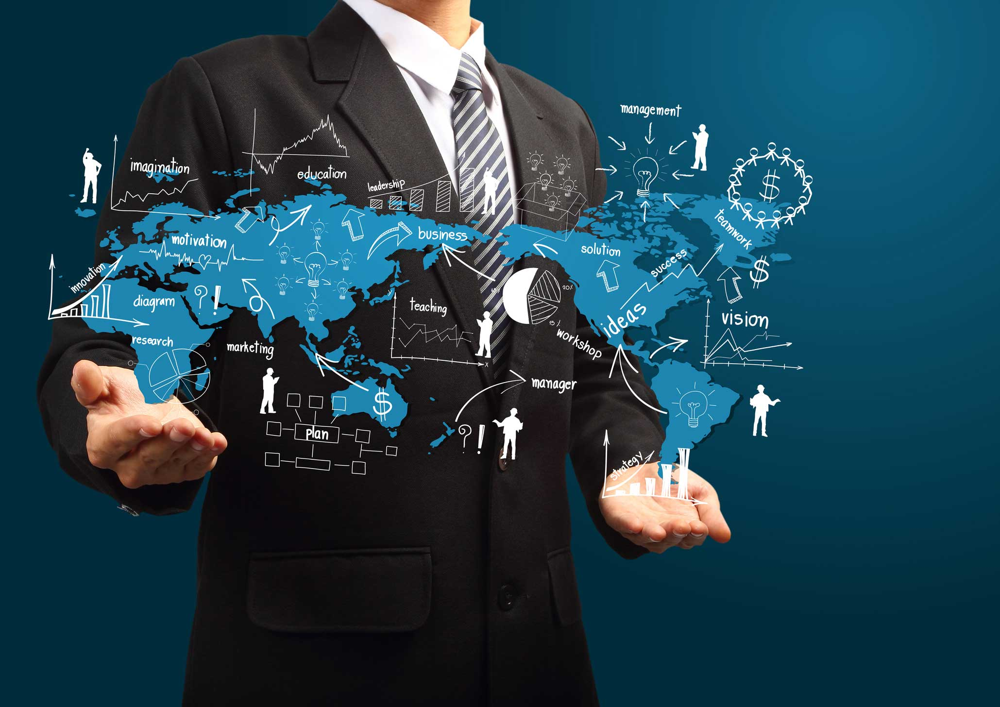 management
imagination
education
leadership
$
teamwork
motivation
business
solution
success
innovation
$
diagram
? !
teaching
Y
X
65%
20%
15%
ideas
vision
research
marketing
workshop
manager
$
plan
? !
strategy